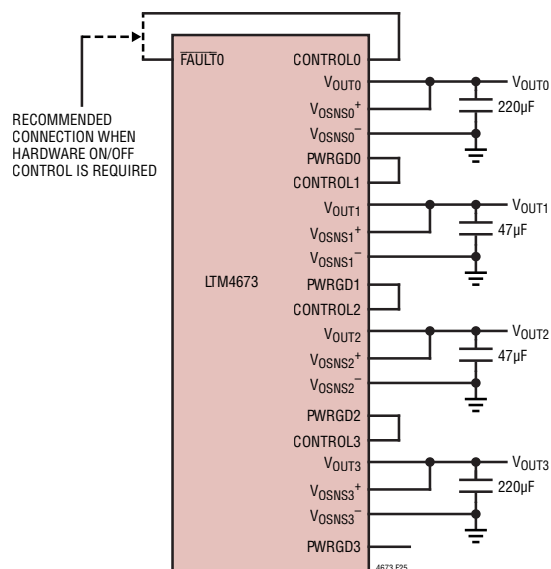 FAULT0
CONTROL0
VOUT0
VOUT0
VOSNS0+
220µF
VOSNS0–
RECOMMENDED
CONNECTION WHEN
HARDWARE ON/OFF
CONTROL IS REQUIRED
PWRGD0
CONTROL1
VOUT1
VOUT1
VOSNS1+
47µF
VOSNS1–
LTM4673
PWRGD1
CONTROL2
VOUT2
VOUT2
VOSNS2+
47µF
VOSNS2–
PWRGD2
CONTROL3
VOUT3
VOUT3
VOSNS3+
220µF
VOSNS3–
PWRGD3
4673 F25